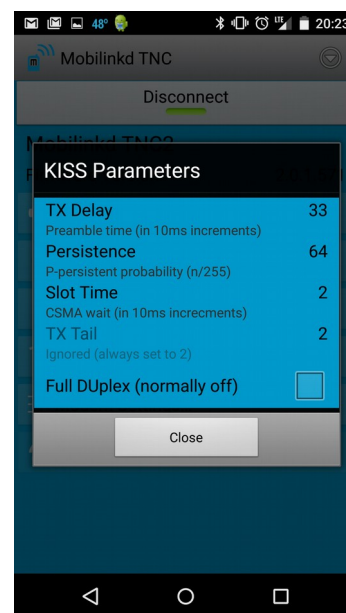 48° 20:23
Mobilinkd TNC
Disconnect
Mobilinkd TNC2
KISS Parameters
TX Delay 33
Preamble time (in 10ms increments)
Persistence 64
P-persistent probability (n/255)
Slot Time 2
CSMA wait (in 10ms increcments)
TX Tail 2
Ignored (always set to 2)
Full DUplex (normally off)
Close